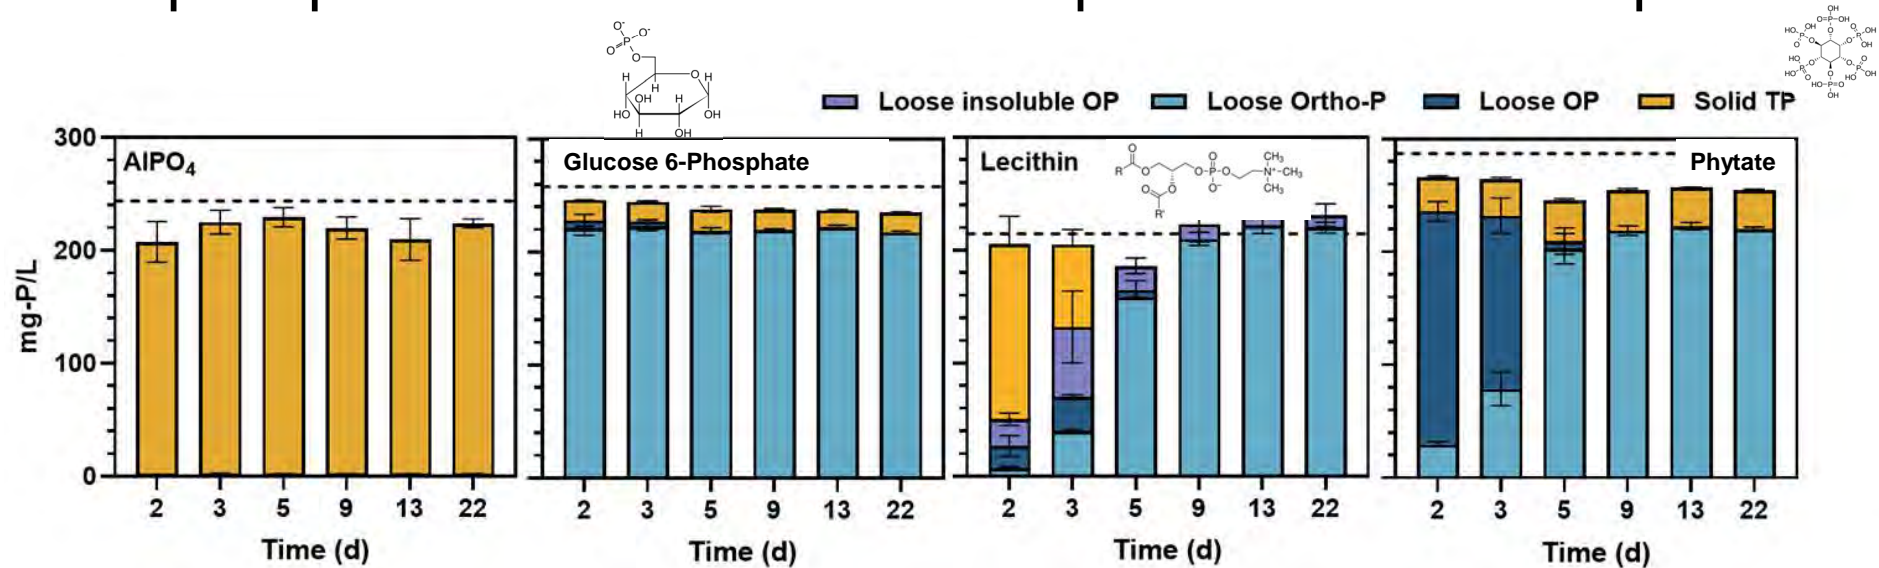 Loose insoluble OP Loose Ortho-P Loose OP Solid TP
AlPO4
Glucose 6-Phosphate
Lecithin
Phytate
mg-P/L
300
200
100
0
2 3 5 9 13 22
Time (d)
2 3 5 9 13 22
Time (d)
2 3 5 9 13 22
Time (d)
2 3 5 9 13 22
Time (d)